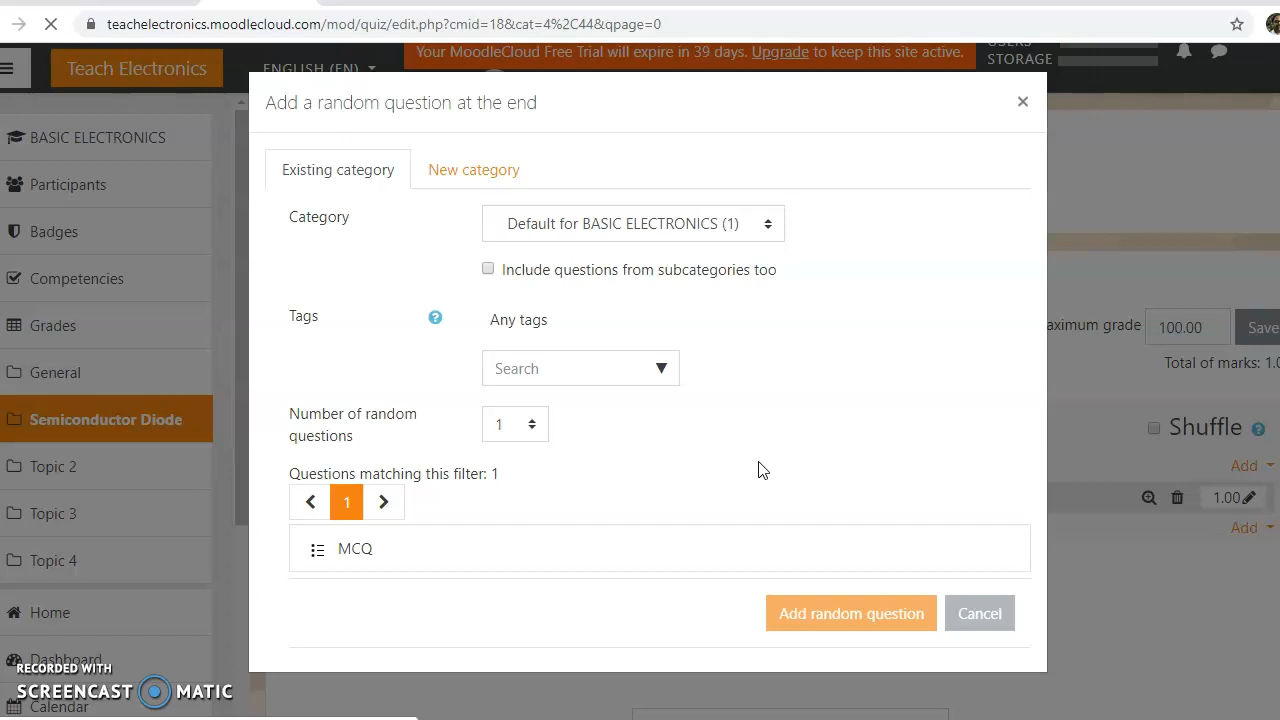 teachelectronics.moodlecloud.com/mod/quiz/edit.php?cmid=18&cat=4%2C44&qpage=0
Teach Electronics
ENGLISH (EN)
Your MoodleCloud Free Trial will expire in 39 days. Upgrade to keep this site active.
USERS
STORAGE
Add a random question at the end
×
BASIC ELECTRONICS
Participants
Badges
Competencies
Grades
General
Semiconductor Diode
Topic 2
Topic 3
Topic 4
Home
Dashboard
Calendar
Existing category
New category
Category
Default for BASIC ELECTRONICS (1)
Include questions from subcategories too
Tags
?
Any tags
Search
Number of random
questions
1
Questions matching this filter: 1
1
MCQ
Add random question
Cancel
aximum grade
100.00
Save
Total of marks: 1.0
Shuffle
?
Add
1.00
Add
RECORDED WITH
SCREENCAST MATIC